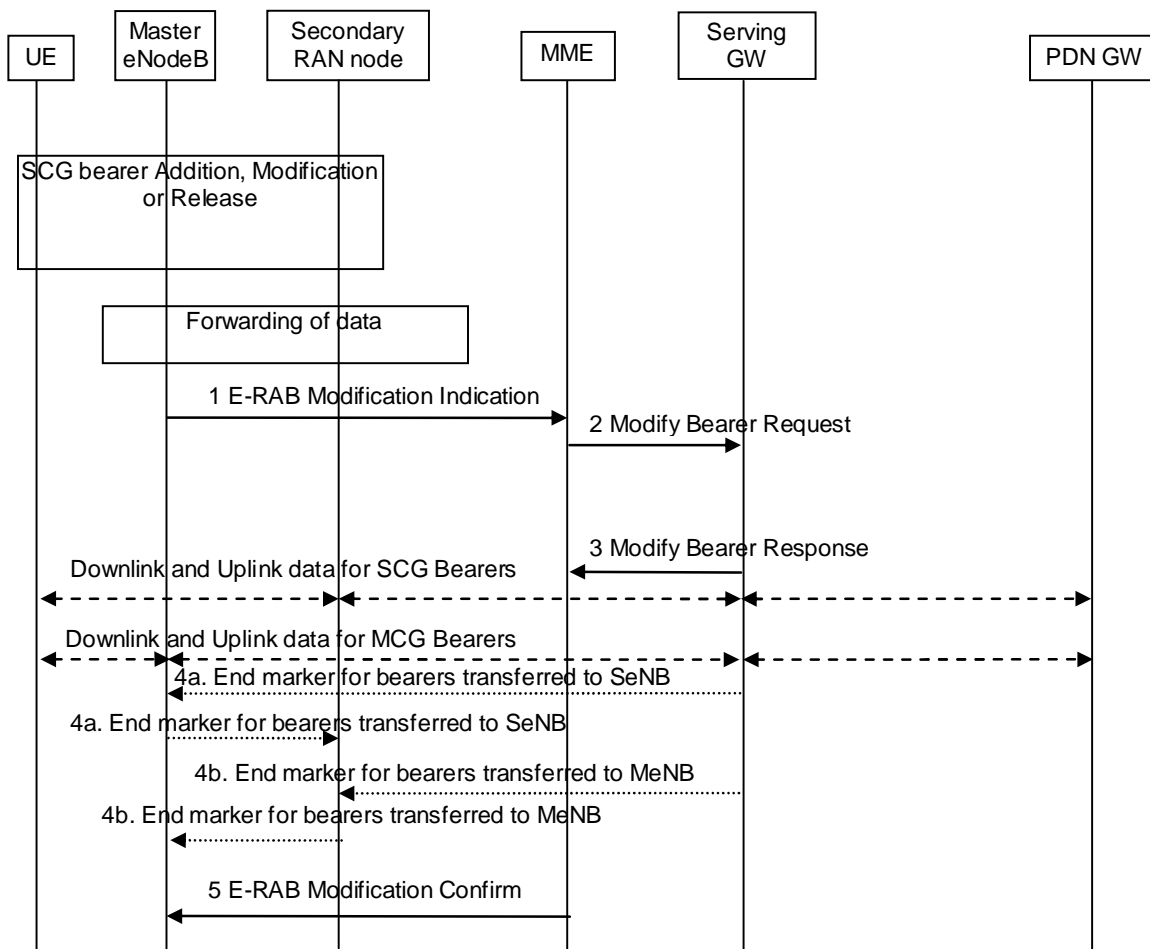 UE
Master
eNodeB
Secondary
RAN node
MME
Serving
GW
PDN GW
SCG bearer Addition, Modification
or Release
Forwarding of data
1 E-RAB Modification Indication
2 Modify Bearer Request
3 Modify Bearer Response
Downlink and Uplink data for SCG Bearers
Downlink and Uplink data for MCG Bearers
4a. End marker for bearers transferred to SeNB
4a. End marker for bearers transferred to SeNB
4b. End marker for bearers transferred to MeNB
4b. End marker for bearers transferred to MeNB
5 E-RAB Modification Confirm